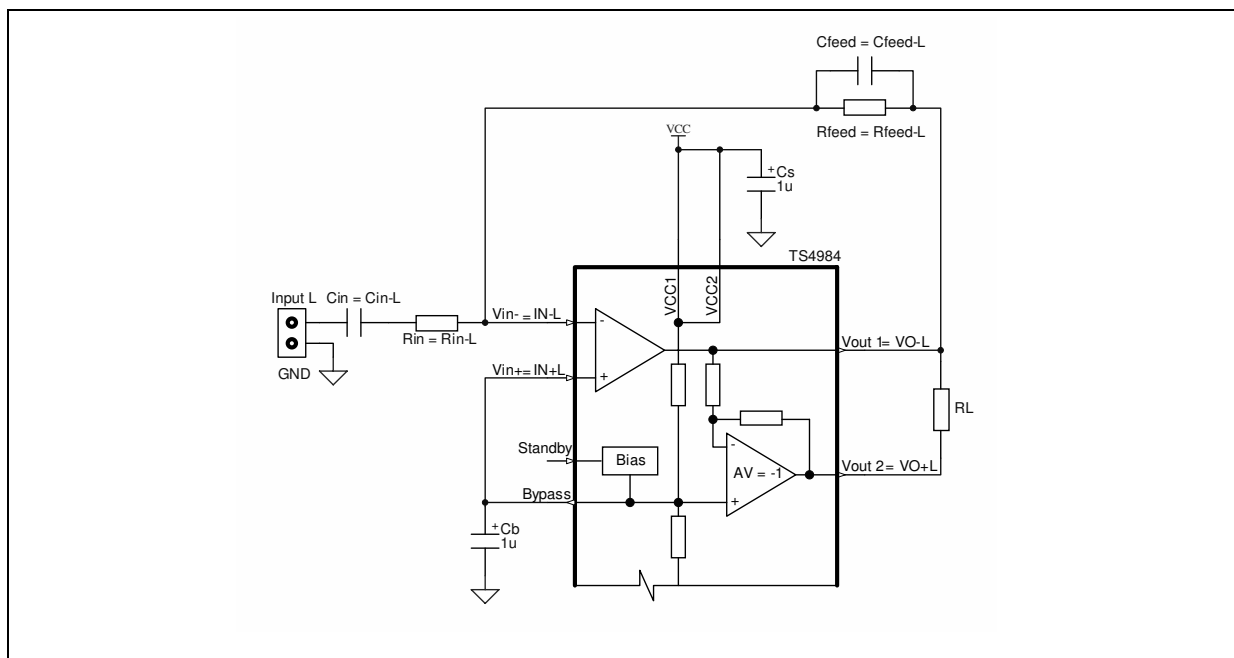 Cfeed = Cfeed-L
Rfeed = Rfeed-L
VCC
+ Cs
1u
TS4984
VCC1
VCC2
Input L
Cin = Cin-L
Rin = Rin-L
GND
Vin- = IN-L
-
Vin+= IN+L
+
Vout 1= VO-L
RL
Standby
Bias
-
AV = -1
Vout 2= VO+L
Bypass
+
+ Cb
1u